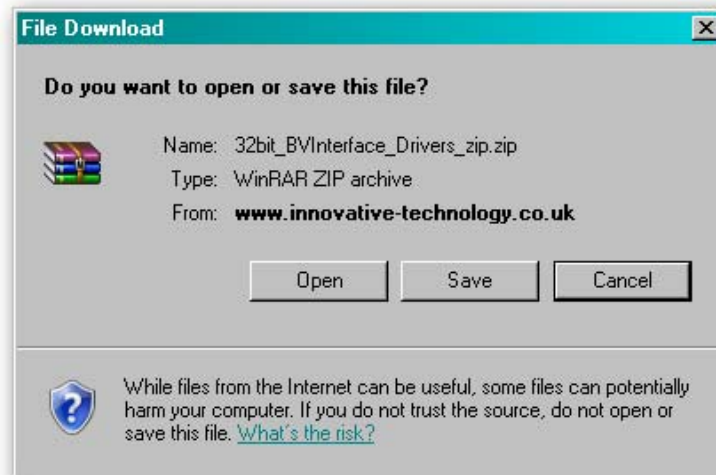 File Download
Do you want to open or save this file?
Name: 32bit_BVInterface_Drivers_zip.zip
Type: WinRAR ZIP archive
From: www.innovative-technology.co.uk
Open Save Cancel
While files from the Internet can be useful, some files can potentially
harm your computer. If you do not trust the source, do not open or
save this file. What's the risk?